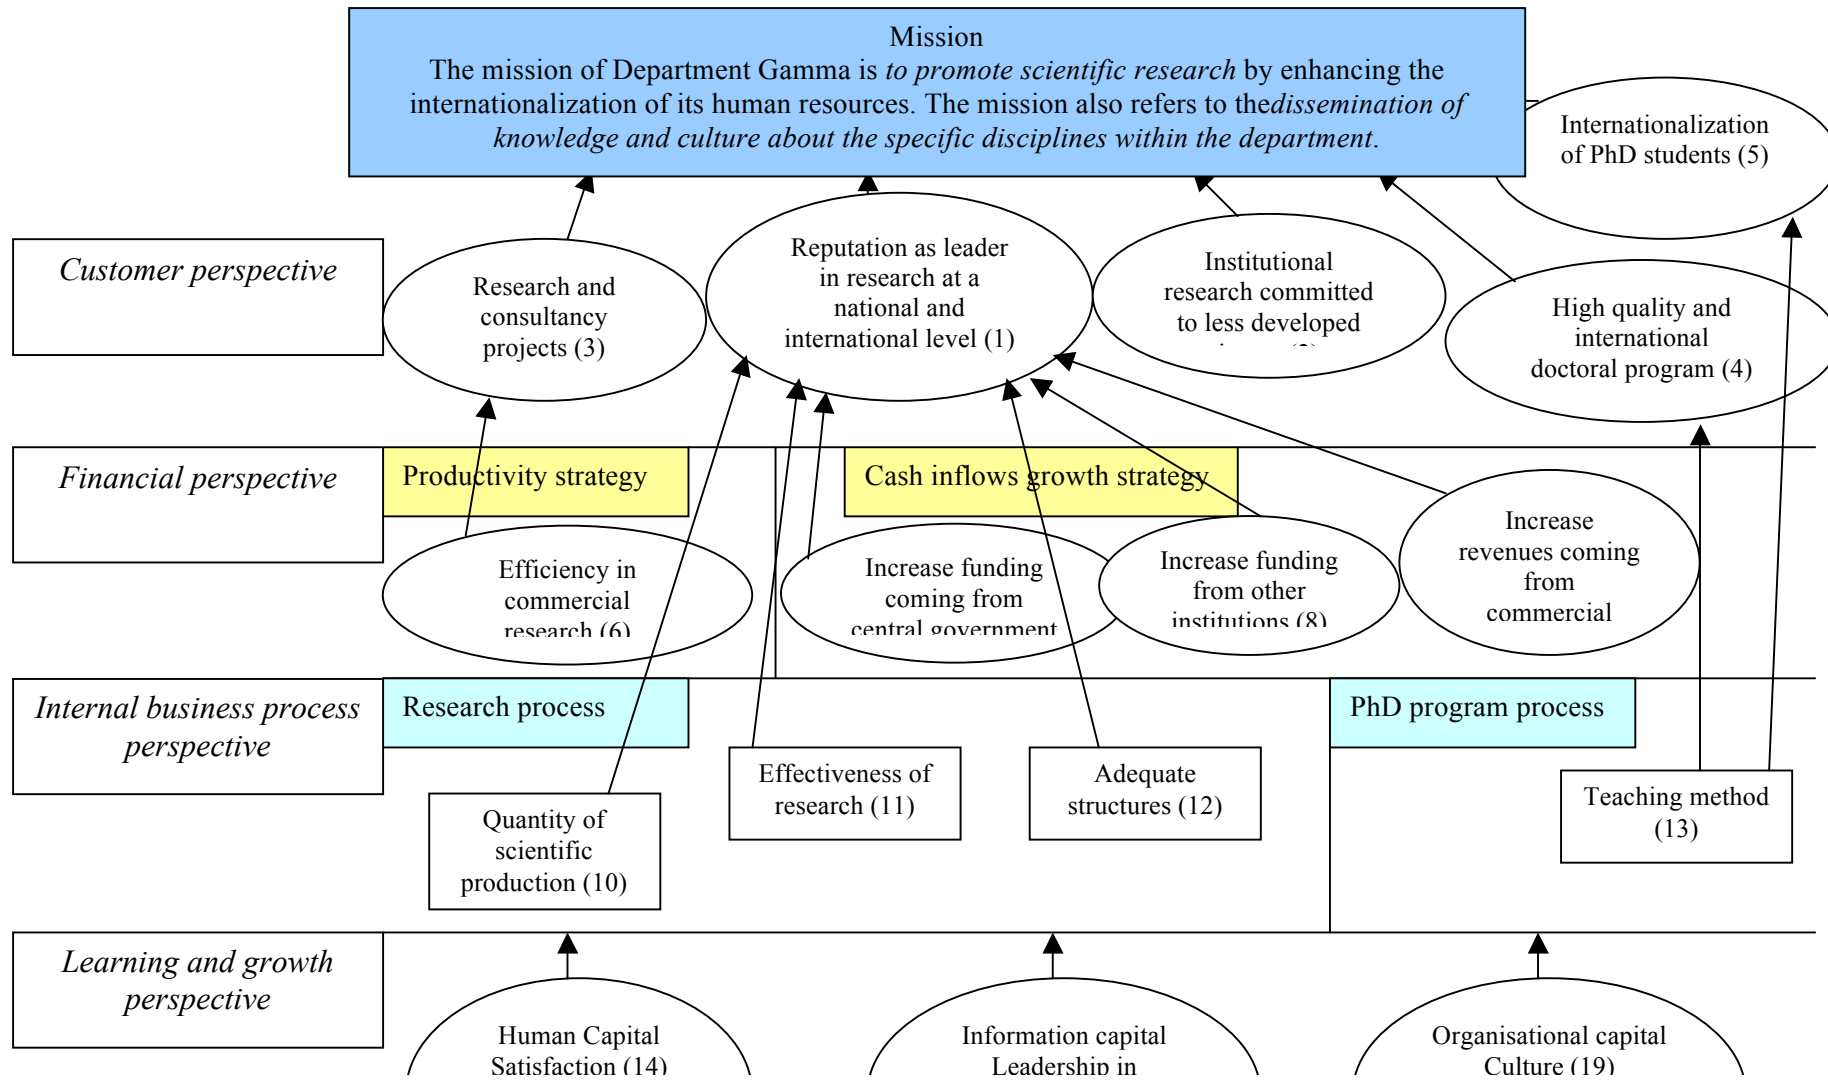 Mission
The mission of Department Gamma is to promote scientific research by enhancing the
internationalization of its human resources. The mission also refers to thedissemination of
knowledge and culture about the specific disciplines within the department.
Internationalization
of PhD students (5)
Customer perspective
Research and
consultancy
projects (3)
Reputation as leader
in research at a
national and
international level (1)
Institutional
research committed
to less developed
High quality and
international
doctoral program (4)
Financial perspective
Productivity strategy
Cash inflows growth strategy
Efficiency in
commercial
research (6)
Increase funding
coming from
central government
Increase funding
from other
institutions (8)
Increase
revenues coming
from
commercial
Internal business process
perspective
Research process
PhD program process
Quantity of
scientific
production (10)
Effectiveness of
research (11)
Adequate
structures (12)
Teaching method
(13)
Learning and growth
perspective
Human Capital
Satisfaction (14)
Information capital
Leadership in
Organisational capital
Culture (19)